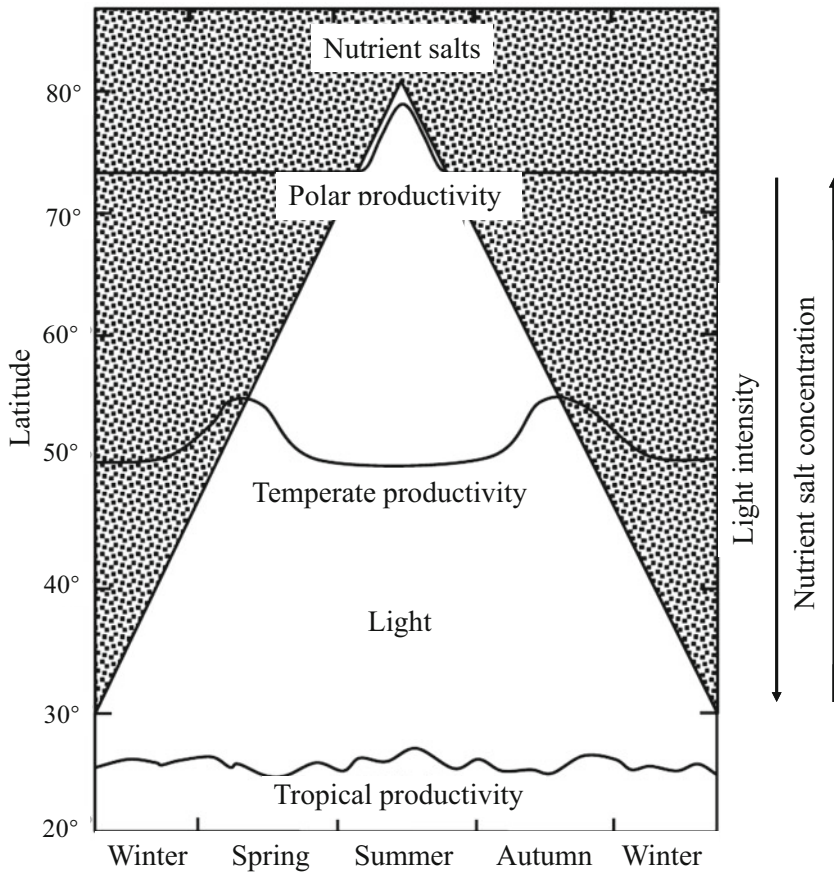 Nutrient salts
80°
Polar productivity
70°
60°
Latitude
50°
Temperate productivity
Light intensity
Nutrient salt concentration
40°
Light
30°
Tropical productivity
20°
Winter Spring Summer Autumn Winter